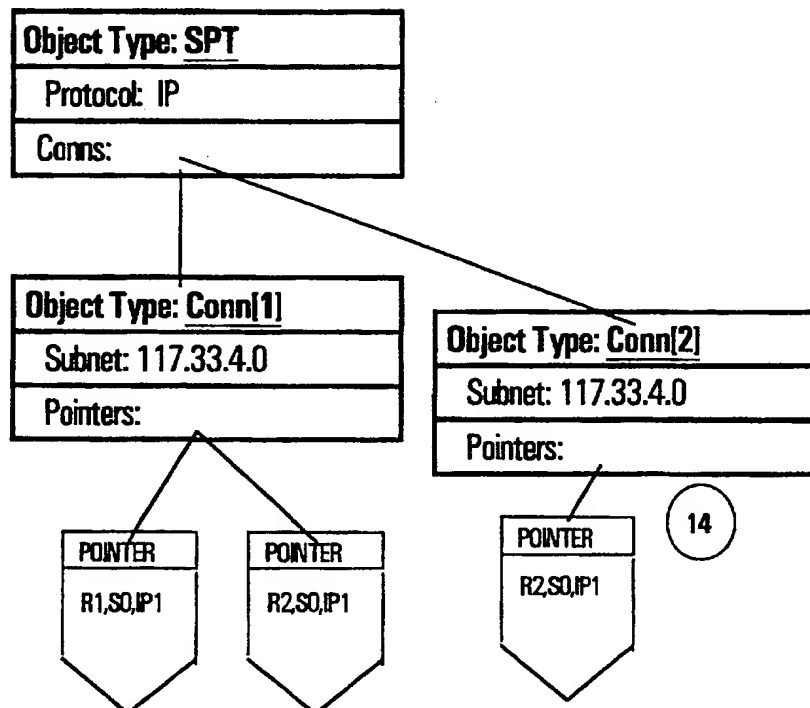 Object Type: SPT
Protocol: IP
Conns:
Object Type: Conn[1]
Subnet: 117.33.4.0
Pointers:
Object Type: Conn[2]
Subnet: 117.33.4.0
Pointers:
POINTER
R1,S0,IP1
POINTER
R2,S0,IP1
POINTER
R2,S0,IP1
14